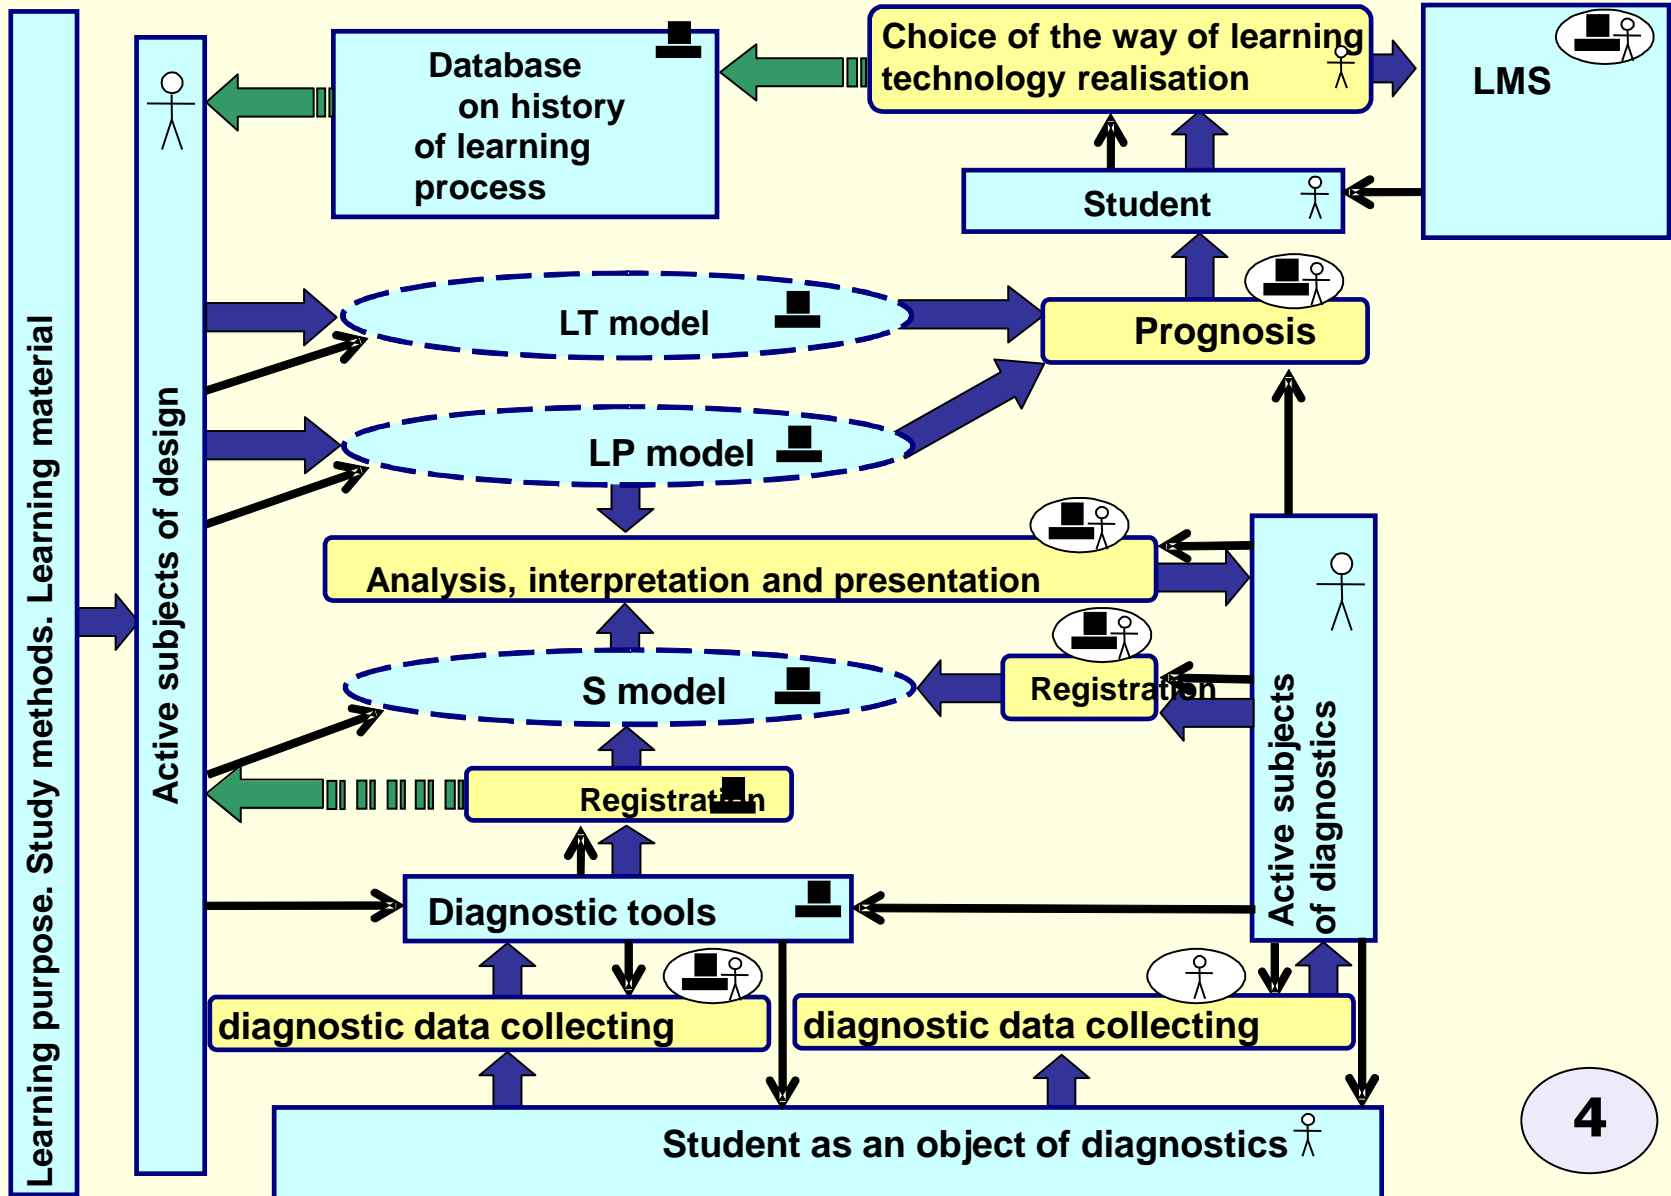 Learning purpose. Study methods. Learning material
Active subjects of design
Database
on history
of learning
process
Choice of the way of learning
technology realisation
LMS
Student
LT model
Prognosis
LP model
Analysis, interpretation and presentation
S model
Registration
Registration
Active subjects
of diagnostics
Diagnostic tools
diagnostic data collecting
diagnostic data collecting
Student as an object of diagnostics
4